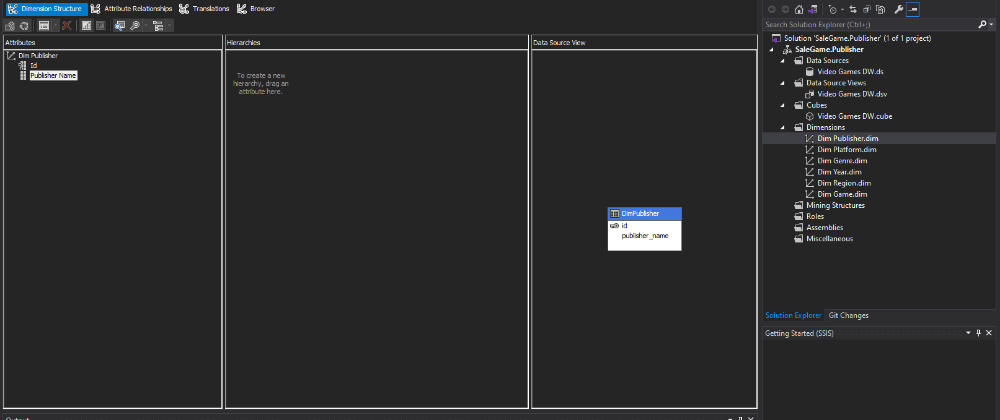 Dimension Structure Attribute Relationships Translations Browser
Attributes
Dim Publisher
Id
Publisher Name
Hierarchies
To create a new
hierarchy, drag an
attribute here.
Data Source View
DimPublisher
id
publisher_name
Search Solution Explorer (Ctrl+;)
Solution 'SaleGame.Publisher' (1 of 1 project)
SaleGame.Publisher
Data Sources
Video Games DW.ds
Data Source Views
Video Games DW.dsv
Cubes
Video Games DW.cube
Dimensions
Dim Publisher.dim
Dim Platform.dim
Dim Genre.dim
Dim Year.dim
Dim Region.dim
Dim Game.dim
Mining Structures
Roles
Assemblies
Miscellaneous
Solution Explorer Git Changes
Getting Started (SSIS)
Output